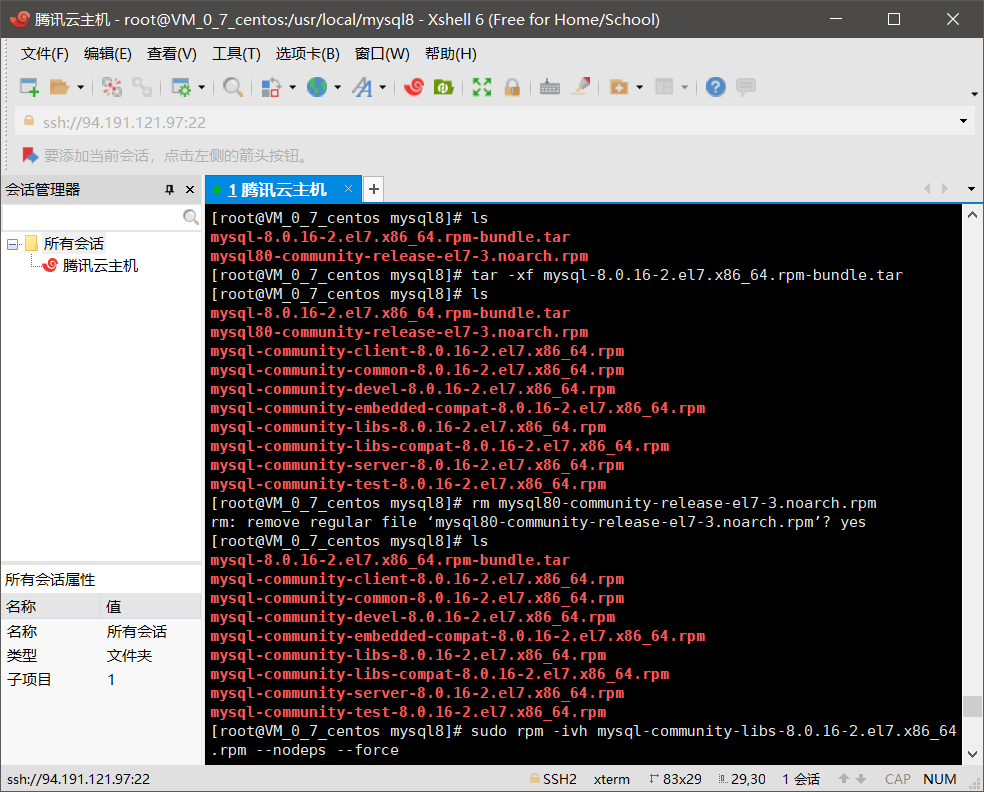 腾讯云主机 - root@VM_0_7_centos:/usr/local/mysql8 - Xshell 6 (Free for Home/School)
文件(F) 编辑(E) 查看(V) 工具(T) 选项卡(B) 窗口(W) 帮助(H)
ssh://94.191.121.97:22
要添加当前会话，点击左侧的箭头按钮。
会话管理器
所有会话
腾讯云主机
所有会话属性
名称 值
名称 所有会话
类型 文件夹
子项目 1
1 腾讯云主机
[root@VM_0_7_centos mysql8]# ls
mysql-8.0.16-2.el7.x86_64.rpm-bundle.tar
mysql80-community-release-el7-3.noarch.rpm
[root@VM_0_7_centos mysql8]# tar -xf mysql-8.0.16-2.el7.x86_64.rpm-bundle.tar
[root@VM_0_7_centos mysql8]# ls
mysql-8.0.16-2.el7.x86_64.rpm-bundle.tar
mysql80-community-release-el7-3.noarch.rpm
mysql-community-client-8.0.16-2.el7.x86_64.rpm
mysql-community-common-8.0.16-2.el7.x86_64.rpm
mysql-community-devel-8.0.16-2.el7.x86_64.rpm
mysql-community-embedded-compat-8.0.16-2.el7.x86_64.rpm
mysql-community-libs-8.0.16-2.el7.x86_64.rpm
mysql-community-libs-compat-8.0.16-2.el7.x86_64.rpm
mysql-community-server-8.0.16-2.el7.x86_64.rpm
mysql-community-test-8.0.16-2.el7.x86_64.rpm
[root@VM_0_7_centos mysql8]# rm mysql80-community-release-el7-3.noarch.rpm
rm: remove regular file ‘mysql80-community-release-el7-3.noarch.rpm’? yes
[root@VM_0_7_centos mysql8]# ls
mysql-8.0.16-2.el7.x86_64.rpm-bundle.tar
mysql-community-client-8.0.16-2.el7.x86_64.rpm
mysql-community-common-8.0.16-2.el7.x86_64.rpm
mysql-community-devel-8.0.16-2.el7.x86_64.rpm
mysql-community-embedded-compat-8.0.16-2.el7.x86_64.rpm
mysql-community-libs-8.0.16-2.el7.x86_64.rpm
mysql-community-libs-compat-8.0.16-2.el7.x86_64.rpm
mysql-community-server-8.0.16-2.el7.x86_64.rpm
mysql-community-test-8.0.16-2.el7.x86_64.rpm
[root@VM_0_7_centos mysql8]# sudo rpm -ivh mysql-community-libs-8.0.16-2.el7.x86_64
.rpm --nodeps --force
ssh://94.191.121.97:22 SSH2 xterm 83x29 29,30 1 会话 CAP NUM